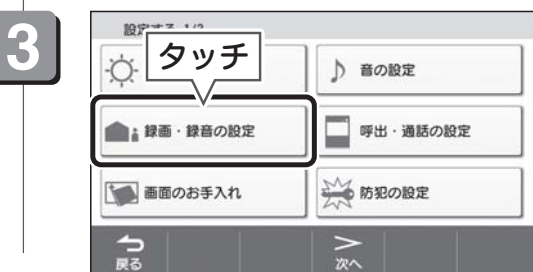 3
設定する 1/2
タッチ
音の設定
録画・録音の設定
呼出・通話の設定
画面のお手入れ
防犯の設定
戻る
次へ